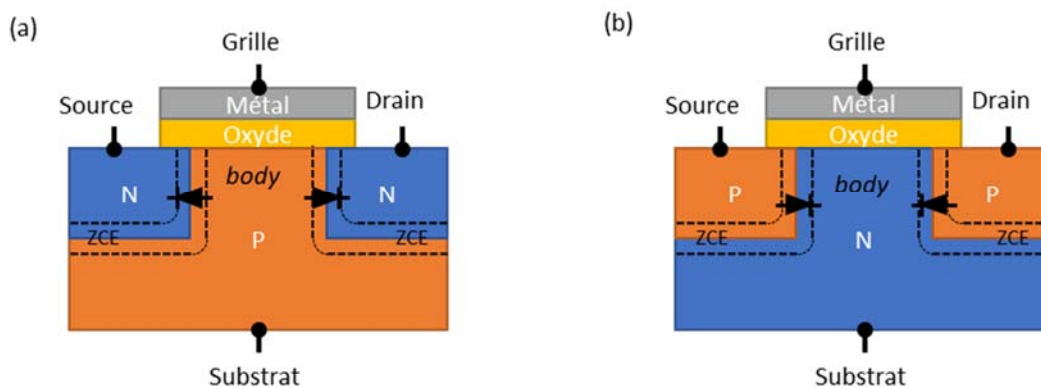 (a)
Grille
Source
Drain
Métal
Oxyde
body
N
N
ZCE
P
ZCE
Substrat
(b)
Grille
Source
Drain
Métal
Oxyde
body
P
P
ZCE
N
ZCE
Substrat